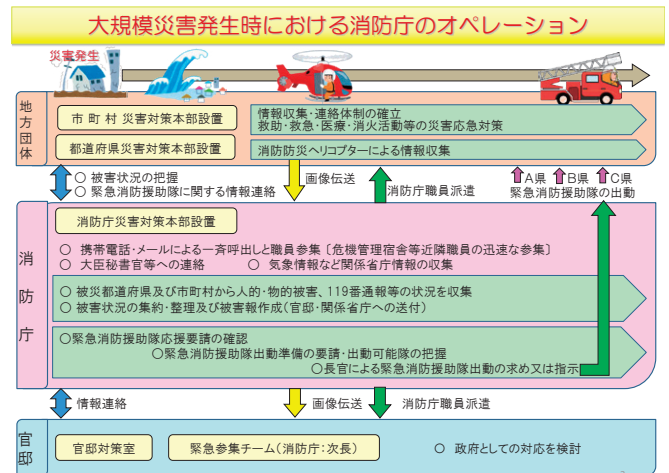 大規模災害発生時における消防庁のオペレーション
災害発生
地方団体
市町村 災害対策本部設置
情報収集・連絡体制の確立
救助・救急・医療・消火活動等の災害応急対策
都道府県災害対策本部設置
消防防災ヘリコプターによる情報収集
○ 被害状況の把握
○ 緊急消防援助隊に関する情報連絡
画像伝送
消防庁職員派遣
A県 B県 C県
緊急消防援助隊の出動
消防庁
消防庁災害対策本部設置
○ 携帯電話・メールによる一斉呼出しと職員参集〔危機管理宿舎等近隣職員の迅速な参集〕
○ 大臣秘書官等への連絡 ○ 気象情報など関係省庁情報の収集
○ 被災都道府県及び市町村から人的・物的被害、119番通報等の状況を収集
○ 被害状況の集約・整理及び被害報作成(官邸・関係省庁への送付)
○緊急消防援助隊応援要請の確認
○緊急消防援助隊出動準備の要請・出動可能隊の把握
○長官による緊急消防援助隊出動の求め又は指示
情報連絡
画像伝送
消防庁職員派遣
官邸
官邸対策室
緊急参集チーム(消防庁:次長)
○ 政府としての対応を検討